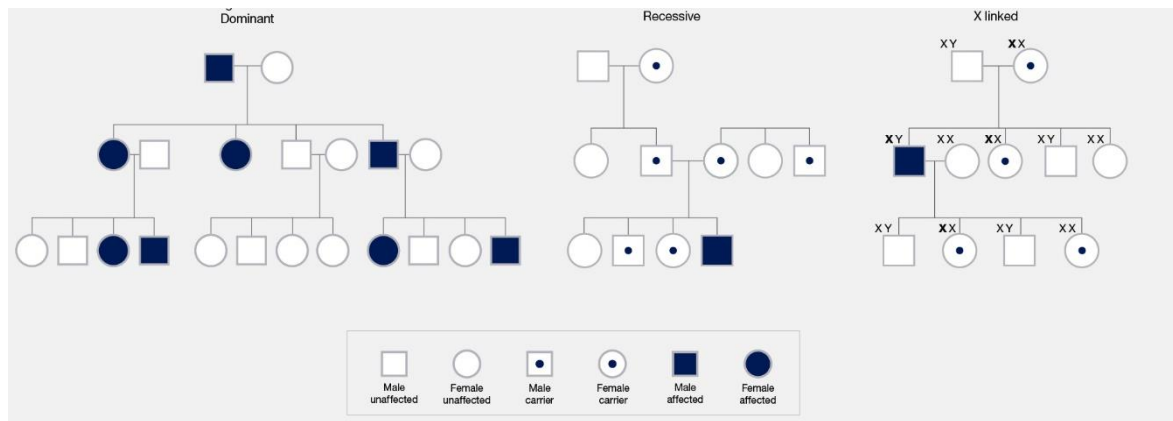 Dominant
Recessive
X linked
XY
XX
XY
XX
XX
XY
XX
XY
XX
XY
XX
Male
unaffected
Female
unaffected
Male
carrier
Female
carrier
Male
affected
Female
affected